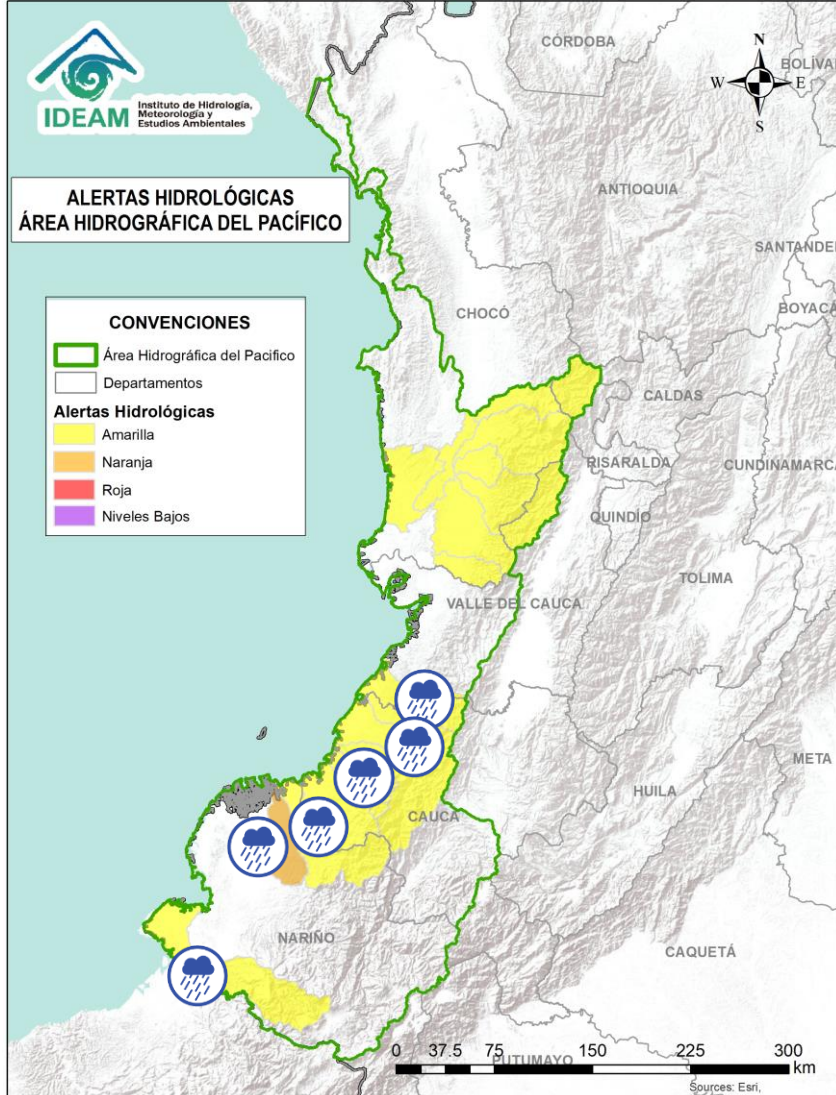 IDEAM
Instituto de Hidrología,
Meteorología y
Estudios Ambientales
ALERTAS HIDROLÓGICAS
ÁREA HIDROGRÁFICA DEL PACÍFICO
CONVENCIONES
Área Hidrográfica del Pacifico
Departamentos
Alertas Hidrológicas
Amarilla
Naranja
Roja
Niveles Bajos
N
W
E
S
CÓRDOBA
BOLÍVA
ANTIOQUIA
SANTANDER
BOYACÁ
CHOCÓ
CALDAS
RISARALDA
CUNDINAMARCA
QUINDÍO
TOLIMA
VALLE DEL CAUCA
META
HUILA
CAUCA
NARIÑO
CAQUETÁ
PUTUMAYO
0 37.5 75 150 225 300
km
Sources: Esri,